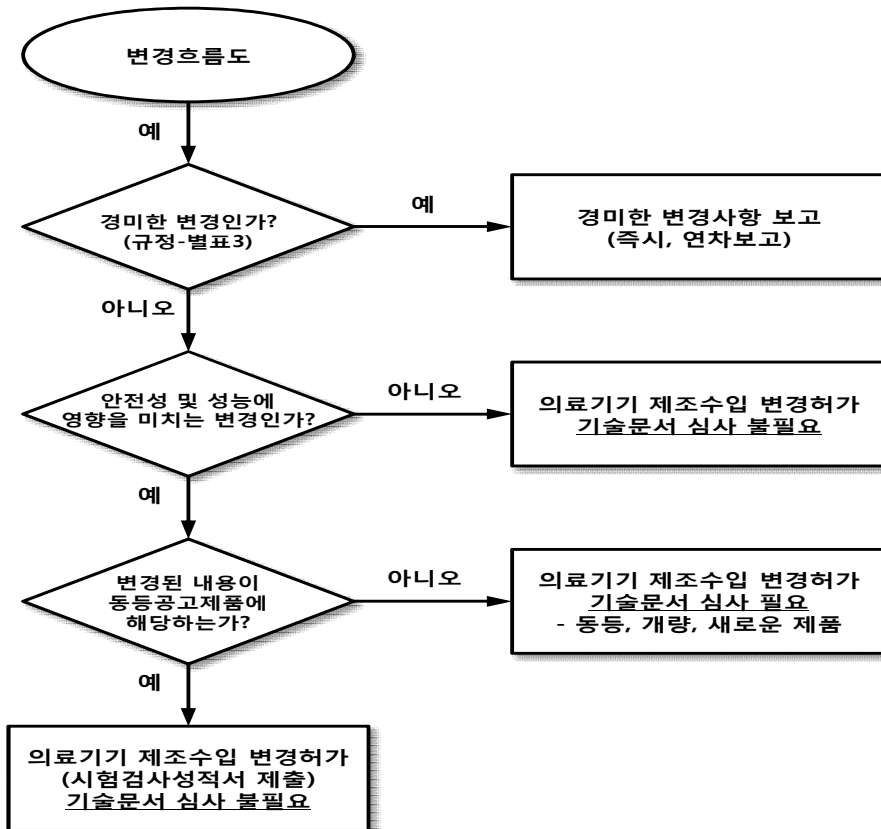 변경흐름도
예
경미한 변경인가?
(규정-별표3)
예
경미한 변경사항 보고
(즉시, 연차보고)
아니오
안전성 및 성능에
영향을 미치는 변경인가?
아니오
의료기기 제조수입 변경허가
기술문서 심사 불필요
예
변경된 내용이
동등공고제품에
해당하는가?
아니오
의료기기 제조수입 변경허가
기술문서 심사 필요
- 동등, 개량, 새로운 제품
예
의료기기 제조수입 변경허가
(시험검사성적서 제출)
기술문서 심사 불필요